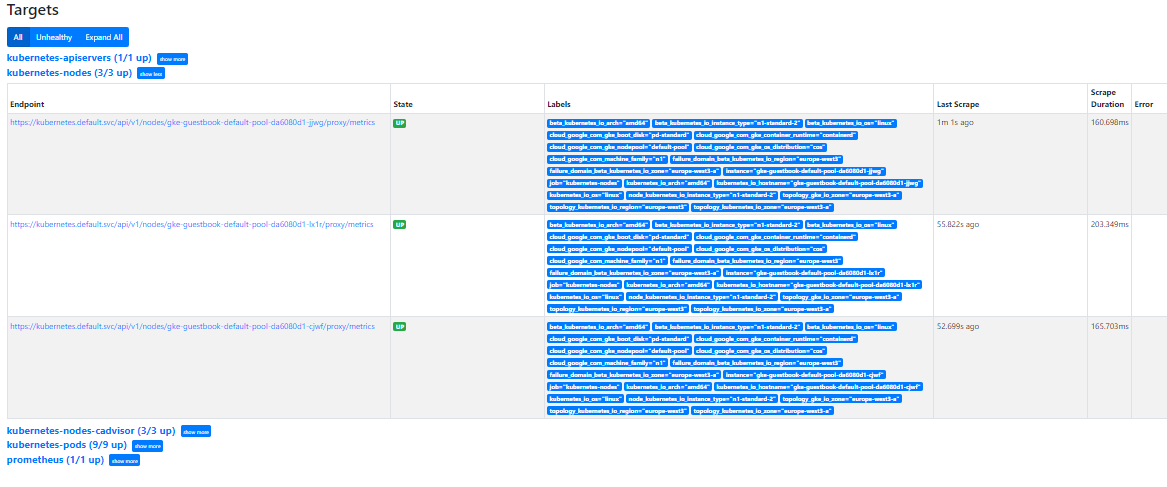 Targets
All Unhealthy Expand All
kubernetes-apiservers (1/1 up) show more
kubernetes-nodes (3/3 up) show less
Endpoint State Labels Last Scrape Scrape Duration Error
https://kubernetes.default.svc/api/v1/nodes/gke-guestbook-default-pool-da6080d1-jjwg/proxy/metrics UP beta_kubernetes_io_arch="amd64" beta_kubernetes_io_instance_type="n1-standard-2" beta_kubernetes_io_os="linux" 1m 1s ago 160.698ms
cloud_google_com_gke_boot_disk="pd-standard" cloud_google_com_gke_container_runtime="containerd"
cloud_google_com_gke_nodepool="default-pool" cloud_google_com_gke_os_distribution="cos"
cloud_google_com_machine_family="n1" failure_domain_beta_kubernetes_io_region="europe-west3"
failure_domain_beta_kubernetes_io_zone="europe-west3-a" instance="gke-guestbook-default-pool-da6080d1-jjwg"
job="kubernetes-nodes" kubernetes_io_arch="amd64" kubernetes_io_hostname="gke-guestbook-default-pool-da6080d1-jjwg"
kubernetes_io_os="linux" node_kubernetes_io_instance_type="n1-standard-2" topology_gke_io_zone="europe-west3-a"
topology_kubernetes_io_region="europe-west3" topology_kubernetes_io_zone="europe-west3-a"
https://kubernetes.default.svc/api/v1/nodes/gke-guestbook-default-pool-da6080d1-lx1r/proxy/metrics UP beta_kubernetes_io_arch="amd64" beta_kubernetes_io_instance_type="n1-standard-2" beta_kubernetes_io_os="linux" 55.822s ago 203.349ms
cloud_google_com_gke_boot_disk="pd-standard" cloud_google_com_gke_container_runtime="containerd"
cloud_google_com_gke_nodepool="default-pool" cloud_google_com_gke_os_distribution="cos"
cloud_google_com_machine_family="n1" failure_domain_beta_kubernetes_io_region="europe-west3"
failure_domain_beta_kubernetes_io_zone="europe-west3-a" instance="gke-guestbook-default-pool-da6080d1-lx1r"
job="kubernetes-nodes" kubernetes_io_arch="amd64" kubernetes_io_hostname="gke-guestbook-default-pool-da6080d1-lx1r"
kubernetes_io_os="linux" node_kubernetes_io_instance_type="n1-standard-2" topology_gke_io_zone="europe-west3-a"
topology_kubernetes_io_region="europe-west3" topology_kubernetes_io_zone="europe-west3-a"
https://kubernetes.default.svc/api/v1/nodes/gke-guestbook-default-pool-da6080d1-cjwf/proxy/metrics UP beta_kubernetes_io_arch="amd64" beta_kubernetes_io_instance_type="n1-standard-2" beta_kubernetes_io_os="linux" 52.699s ago 165.703ms
cloud_google_com_gke_boot_disk="pd-standard" cloud_google_com_gke_container_runtime="containerd"
cloud_google_com_gke_nodepool="default-pool" cloud_google_com_gke_os_distribution="cos"
cloud_google_com_machine_family="n1" failure_domain_beta_kubernetes_io_region="europe-west3"
failure_domain_beta_kubernetes_io_zone="europe-west3-a" instance="gke-guestbook-default-pool-da6080d1-cjwf"
job="kubernetes-nodes" kubernetes_io_arch="amd64" kubernetes_io_hostname="gke-guestbook-default-pool-da6080d1-cjwf"
kubernetes_io_os="linux" node_kubernetes_io_instance_type="n1-standard-2" topology_gke_io_zone="europe-west3-a"
topology_kubernetes_io_region="europe-west3" topology_kubernetes_io_zone="europe-west3-a"
kubernetes-nodes-cadvisor (3/3 up) show more
kubernetes-pods (9/9 up) show more
prometheus (1/1 up) show more